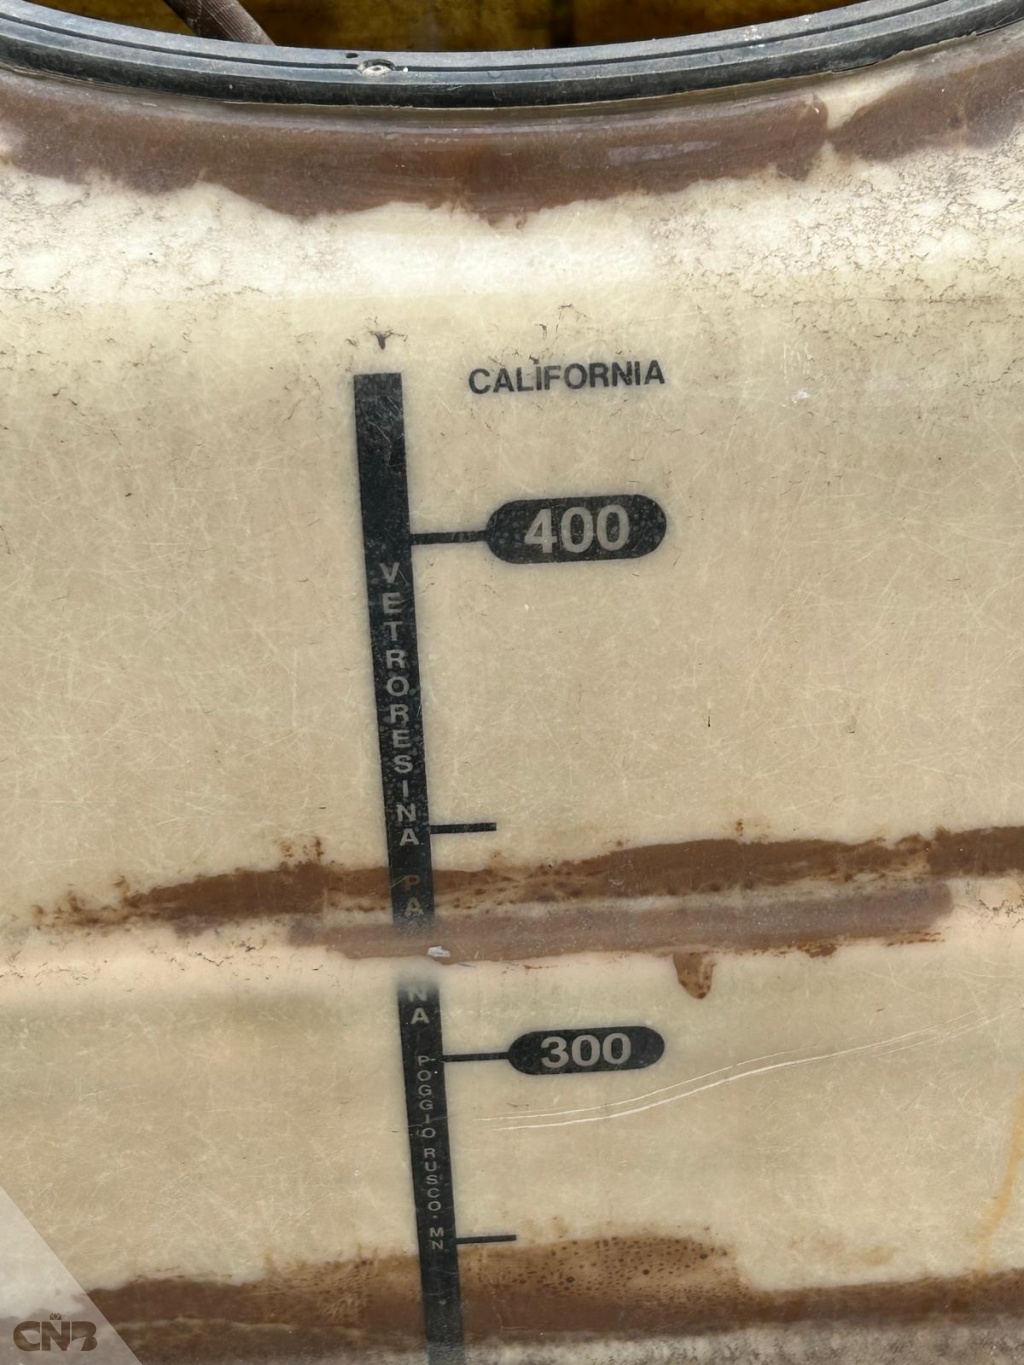 CALIFORNIA
400
VETRORESINA PA
NA
300
POGGIO RUSCO - MN
CNB